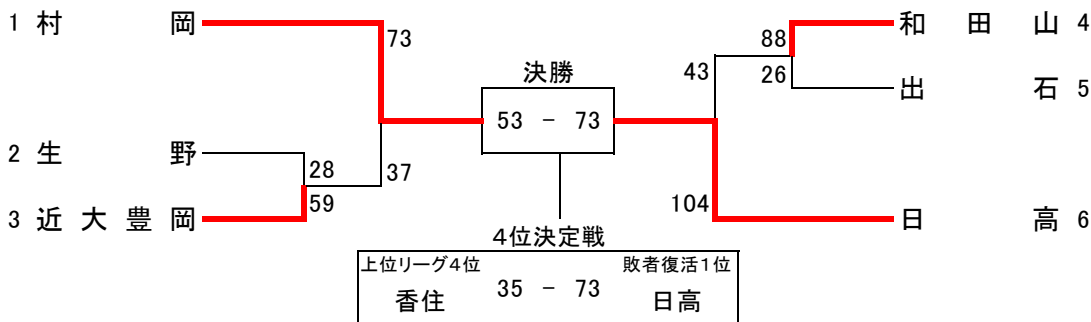 1 村岡
73
88
和田山 4
43
26
出石 5
決勝
53 - 73
2 生野
28
37
59
3 近大豊岡
104
日高 6
4位決定戦
上位リーグ4位
35 - 73
敗者復活1位
香住
日高